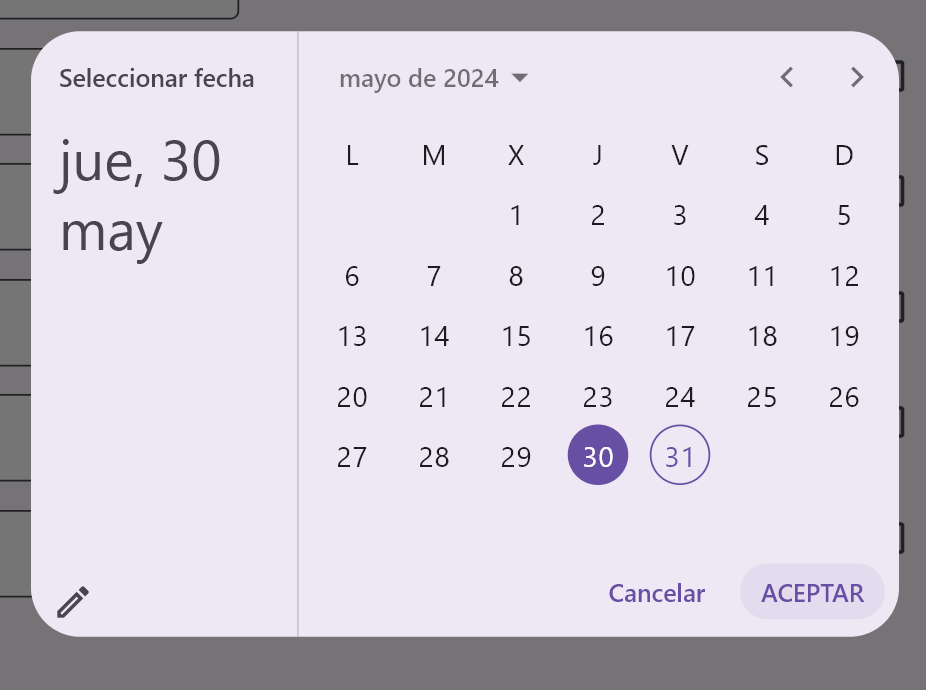 Seleccionar fecha
jue, 30
may
mayo de 2024
L M X J V S D
1 2 3 4 5
6 7 8 9 10 11 12
13 14 15 16 17 18 19
20 21 22 23 24 25 26
27 28 29 30 31
Cancelar ACEPTAR